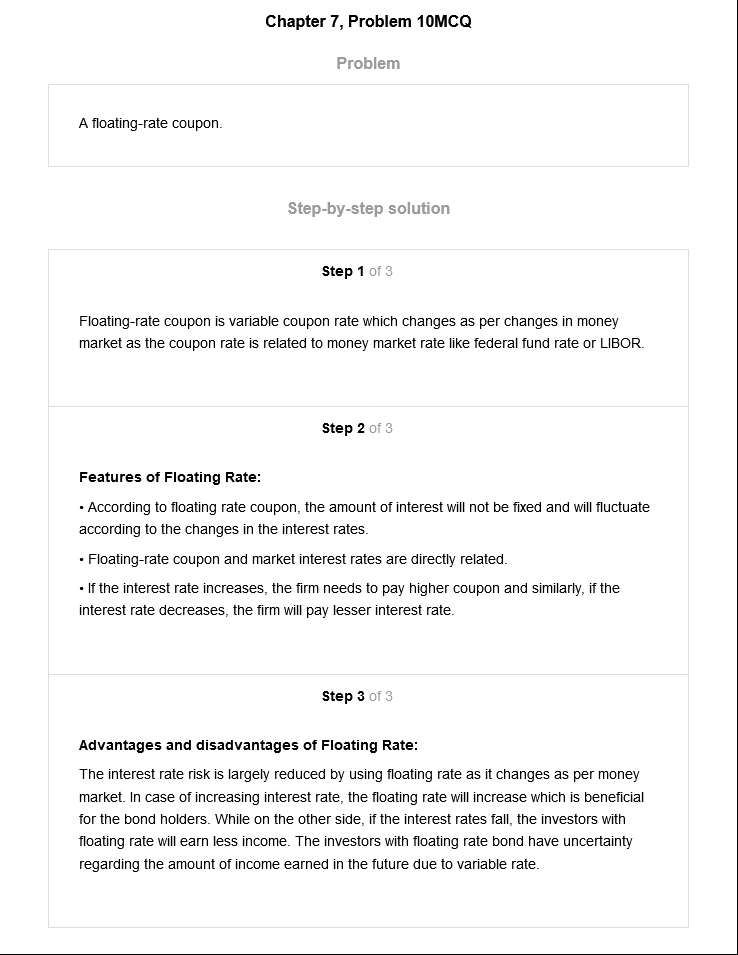 Chapter 7, Problem 10MCQ
Problem
A floating-rate coupon.
Step-by-step solution
Step 1 of 3
Floating-rate coupon is variable coupon rate which changes as per changes in money
market as the coupon rate is related to money market rate like federal fund rate or LIBOR.
Step 2 of 3
Features of Floating Rate:
• According to floating rate coupon, the amount of interest will not be fixed and will fluctuate
according to the changes in the interest rates.
• Floating-rate coupon and market interest rates are directly related.
• If the interest rate increases, the firm needs to pay higher coupon and similarly, if the
interest rate decreases, the firm will pay lesser interest rate.
Step 3 of 3
Advantages and disadvantages of Floating Rate:
The interest rate risk is largely reduced by using floating rate as it changes as per money
market. In case of increasing interest rate, the floating rate will increase which is beneficial
for the bond holders. While on the other side, if the interest rates fall, the investors with
floating rate will earn less income. The investors with floating rate bond have uncertainty
regarding the amount of income earned in the future due to variable rate.